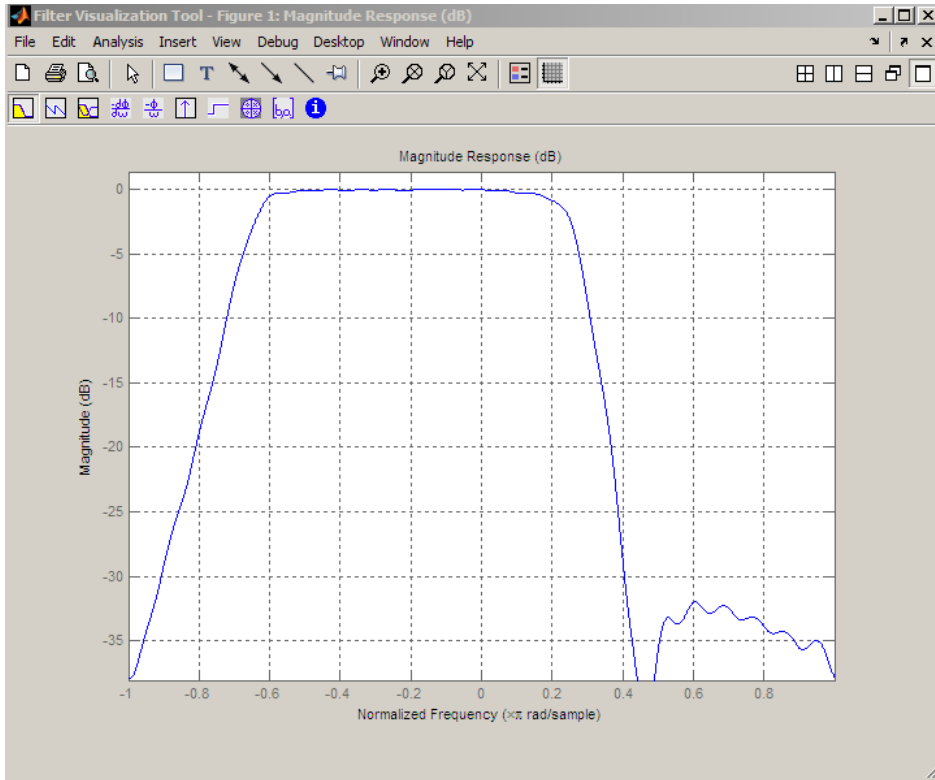 Filter Visualization Tool - Figure 1: Magnitude Response (dB)
File Edit Analysis Insert View Debug Desktop Window Help
Magnitude Response (dB)
0
-5
-10
-15
-20
-25
-30
-35
Magnitude (dB)
-1 -0.8 -0.6 -0.4 -0.2 0 0.2 0.4 0.6 0.8
Normalized Frequency (×π rad/sample)